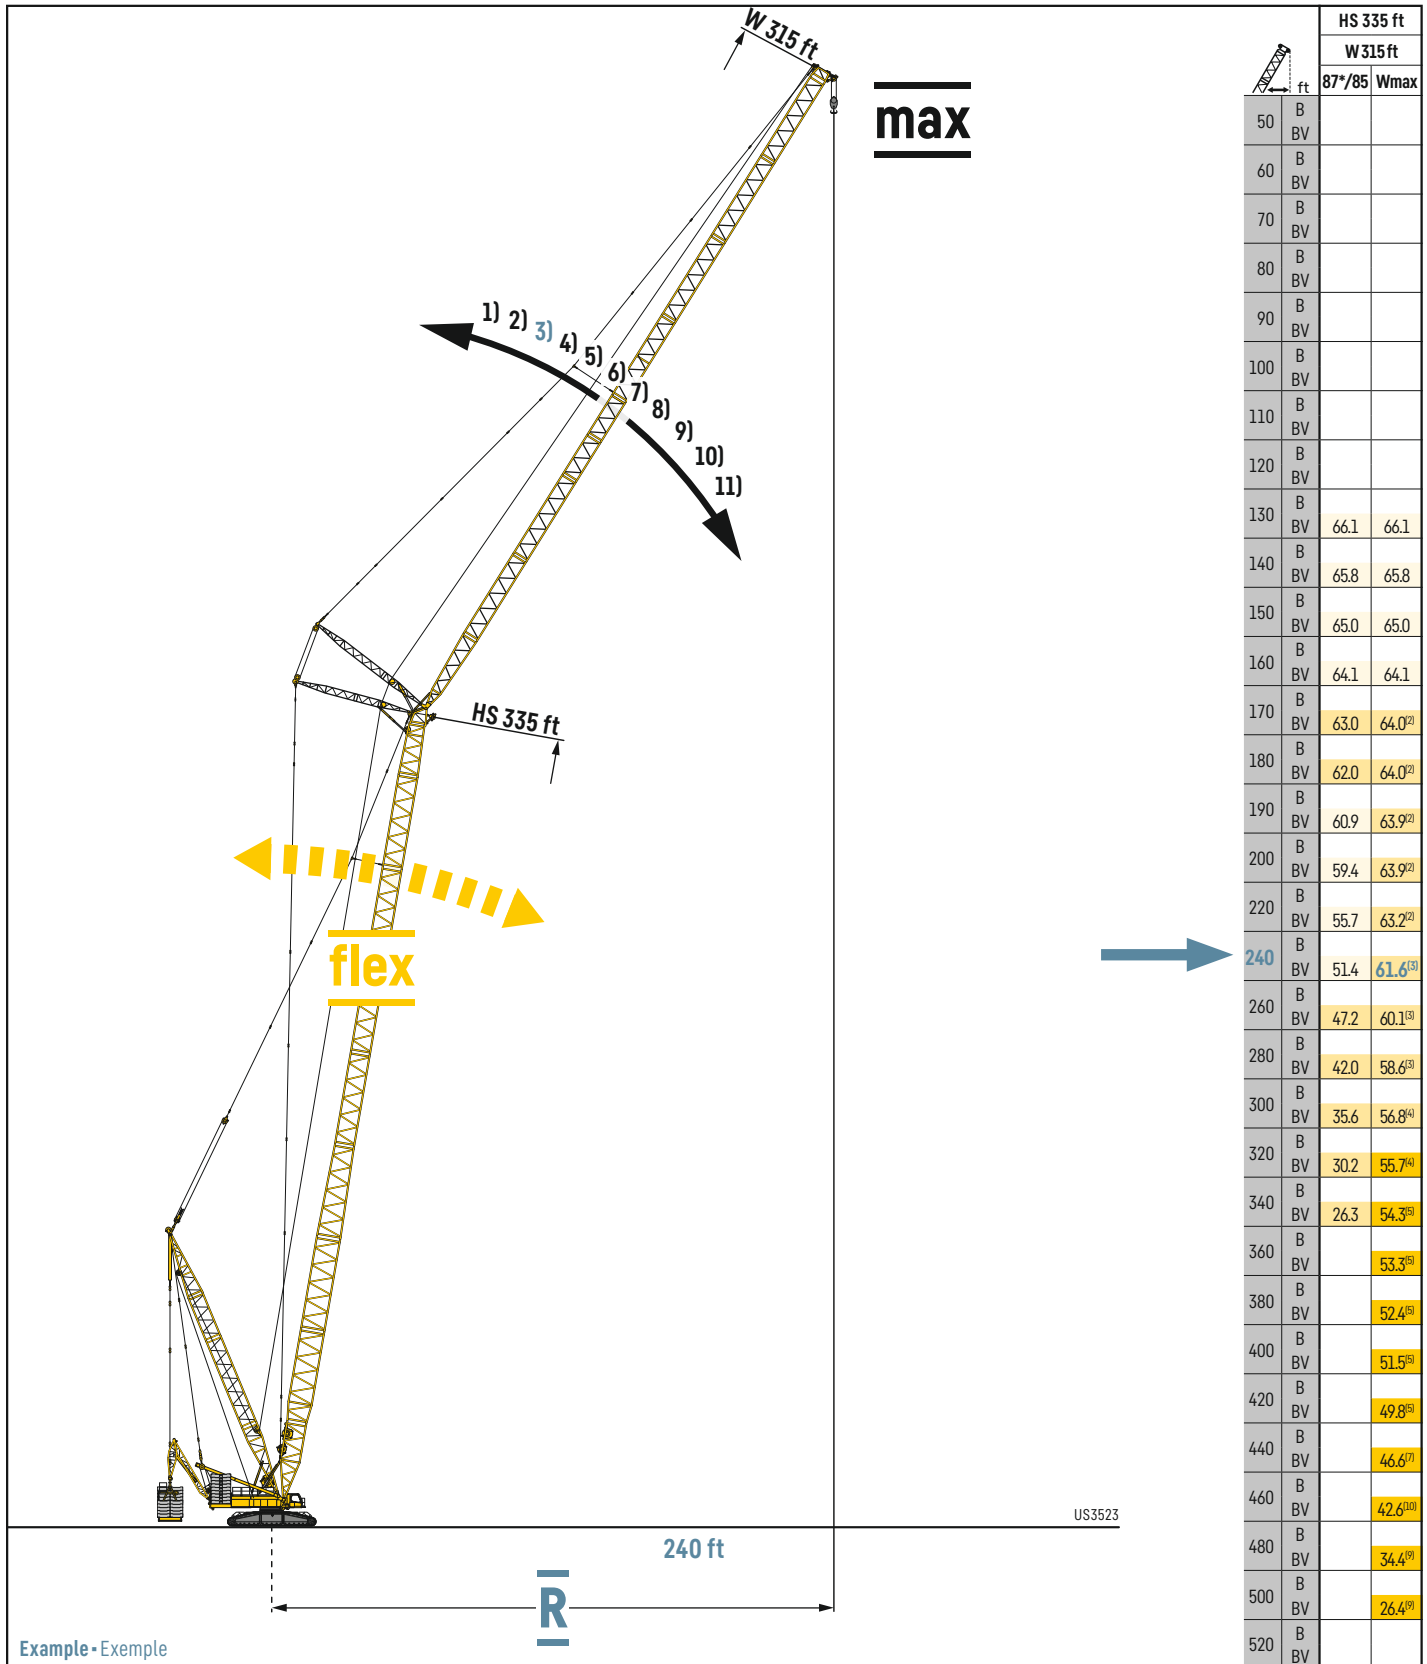 W 315 ft
max
1) 2) 3) 4) 5) 6) 7) 8) 9) 10) 11)
HS 335 ft
flex
US3523
240 ft
R
Example - Exemple
HS 335 ft
W 315 ft
ft 87*/85 Wmax
50 B
BV
60 B
BV
70 B
BV
80 B
BV
90 B
BV
100 B
BV
110 B
BV
120 B
BV
130 B
BV 66.1 66.1
140 B
BV 65.8 65.8
150 B
BV 65.0 65.0
160 B
BV 64.1 64.1
170 B
BV 63.0 64.0(2)
180 B
BV 62.0 64.0(2)
190 B
BV 60.9 63.9(2)
200 B
BV 59.4 63.9(2)
220 B
BV 55.7 63.2(2)
240 B
BV 51.4 61.6(3)
260 B
BV 47.2 60.1(3)
280 B
BV 42.0 58.6(3)
300 B
BV 35.6 56.8(4)
320 B
BV 30.2 55.7(4)
340 B
BV 26.3 54.3(5)
360 B
BV 53.3(5)
380 B
BV 52.4(5)
400 B
BV 51.5(5)
420 B
BV 49.8(5)
440 B
BV 46.6(7)
460 B
BV 42.6(10)
480 B
BV 34.4(9)
500 B
BV 26.4(9)
520 B
BV